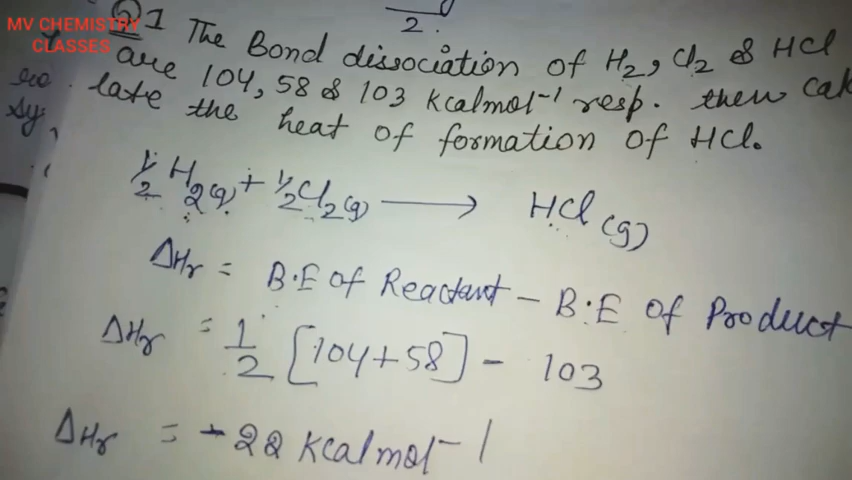 MV CHEMISTRY
CLASSES
2.
Q1 The Bond dissociation of H₂, Cl₂ & HCl
are 104, 58 & 103 Kcalmol⁻¹ resp. then cal
late the heat of formation of HCl.
½ H₂(g) + ½ Cl₂(g) ⟶ HCl (g)
ΔHr = B.E of Reactant - B.E of Product
ΔHr = 1/2 [104+58] - 103
ΔHr = -22 Kcalmol⁻¹